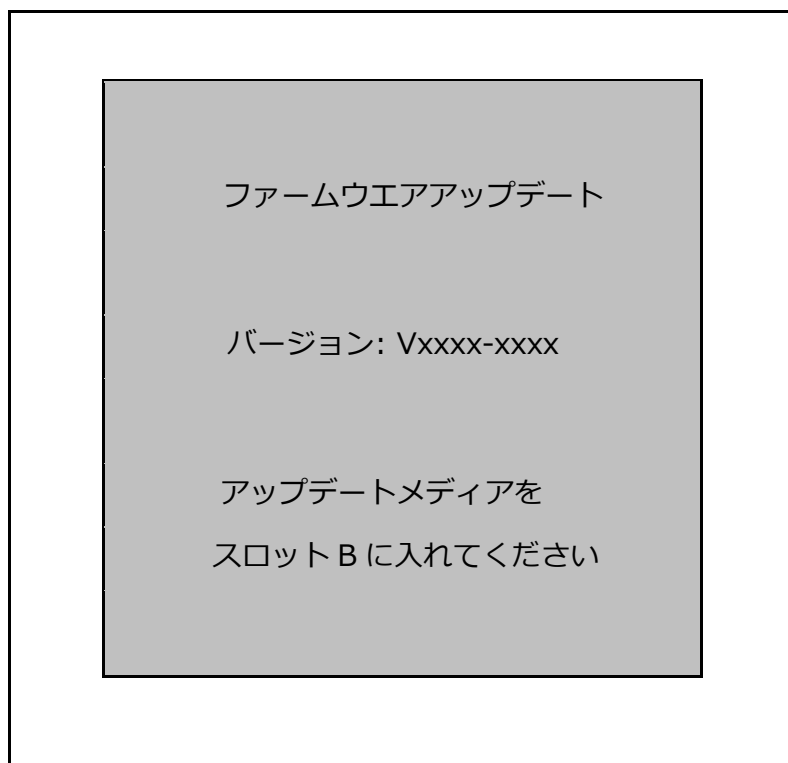 ファームウエアアップデート
バージョン: Vxxxx-xxxx
アップデートメディアを
スロット B に入れてください